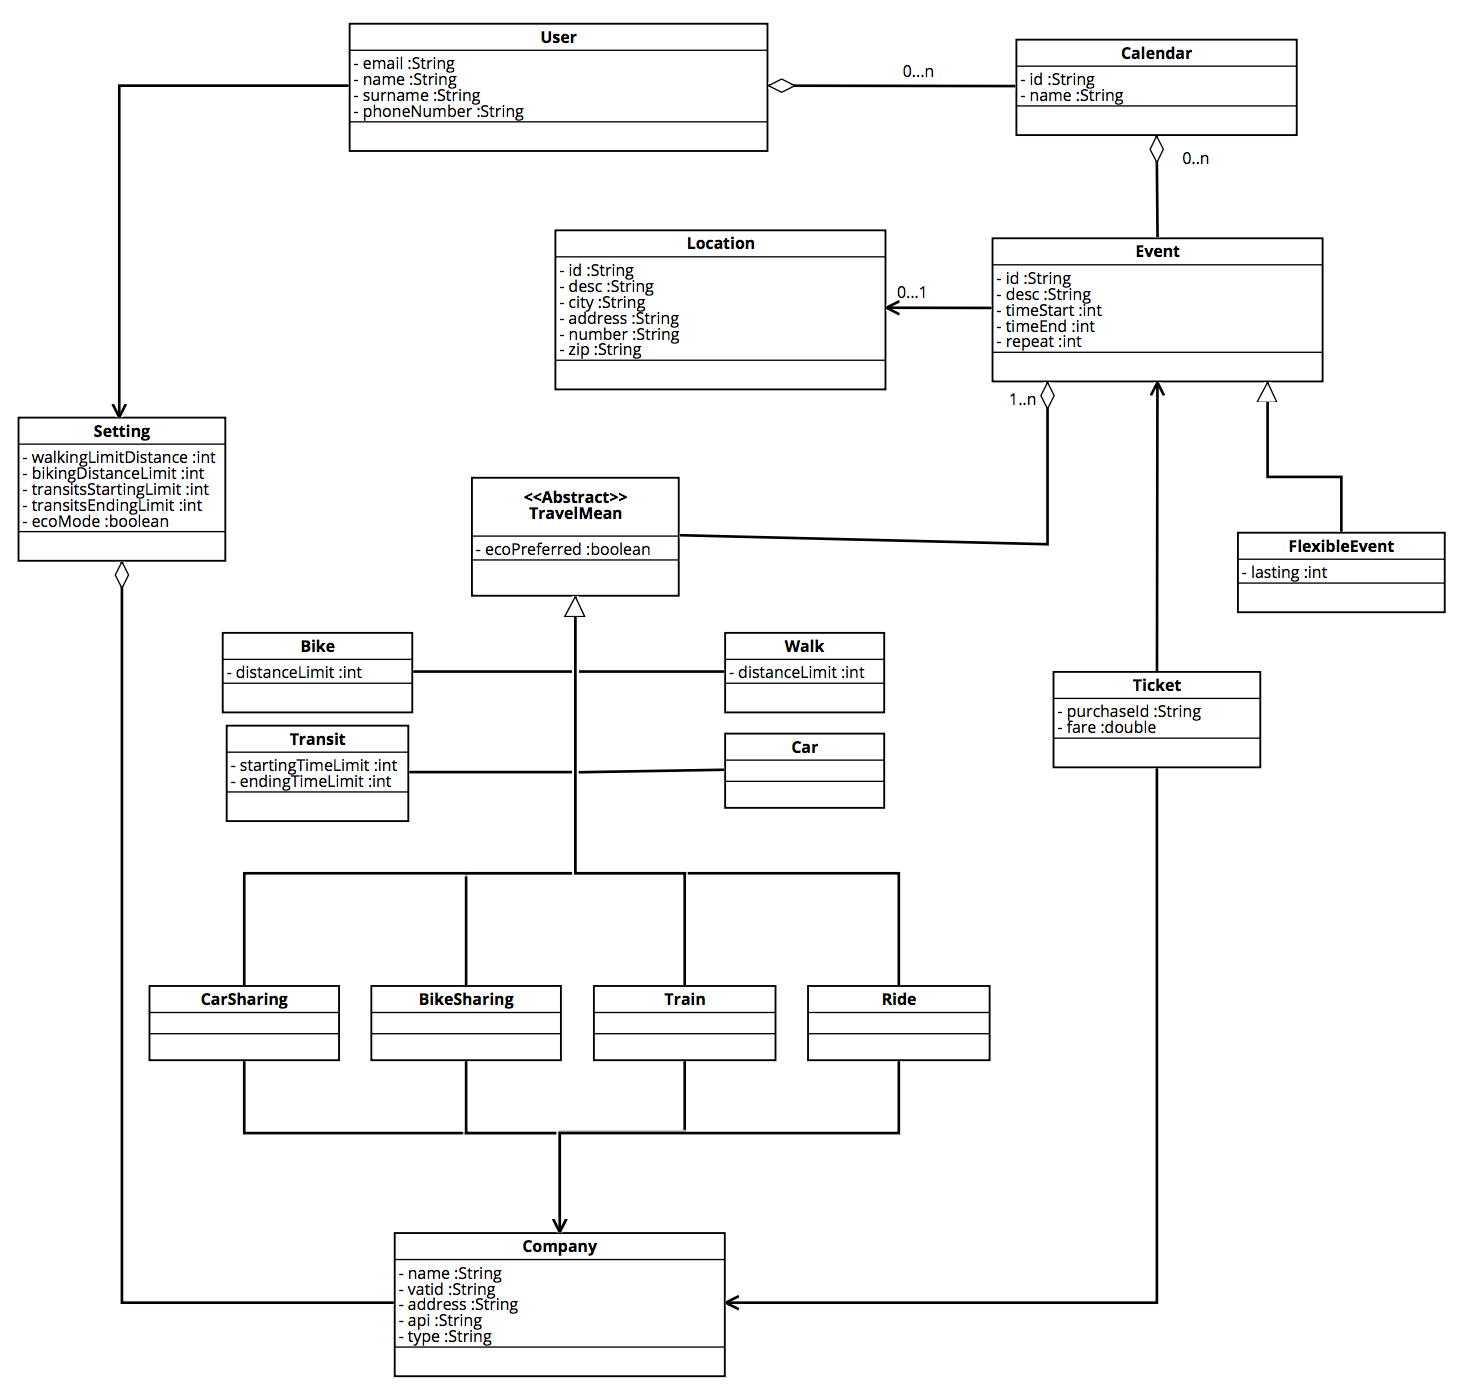 User
- email :String
- name :String
- surname :String
- phoneNumber :String
0...n
Calendar
- id :String
- name :String
0..n
Location
- id :String
- desc :String
- city :String
- address :String
- number :String
- zip :String
0...1
Event
- id :String
- desc :String
- timeStart :int
- timeEnd :int
- repeat :int
1..n
Setting
- walkingLimitDistance :int
- bikingDistanceLimit :int
- transitsStartingLimit :int
- transitsEndingLimit :int
- ecoMode :boolean
<<Abstract>>
TravelMean
- ecoPreferred :boolean
FlexibleEvent
- lasting :int
Bike
- distanceLimit :int
Walk
- distanceLimit :int
Ticket
- purchaseId :String
- fare :double
Transit
- startingTimeLimit :int
- endingTimeLimit :int
Car
CarSharing
BikeSharing
Train
Ride
Company
- name :String
- vatid :String
- address :String
- api :String
- type :String